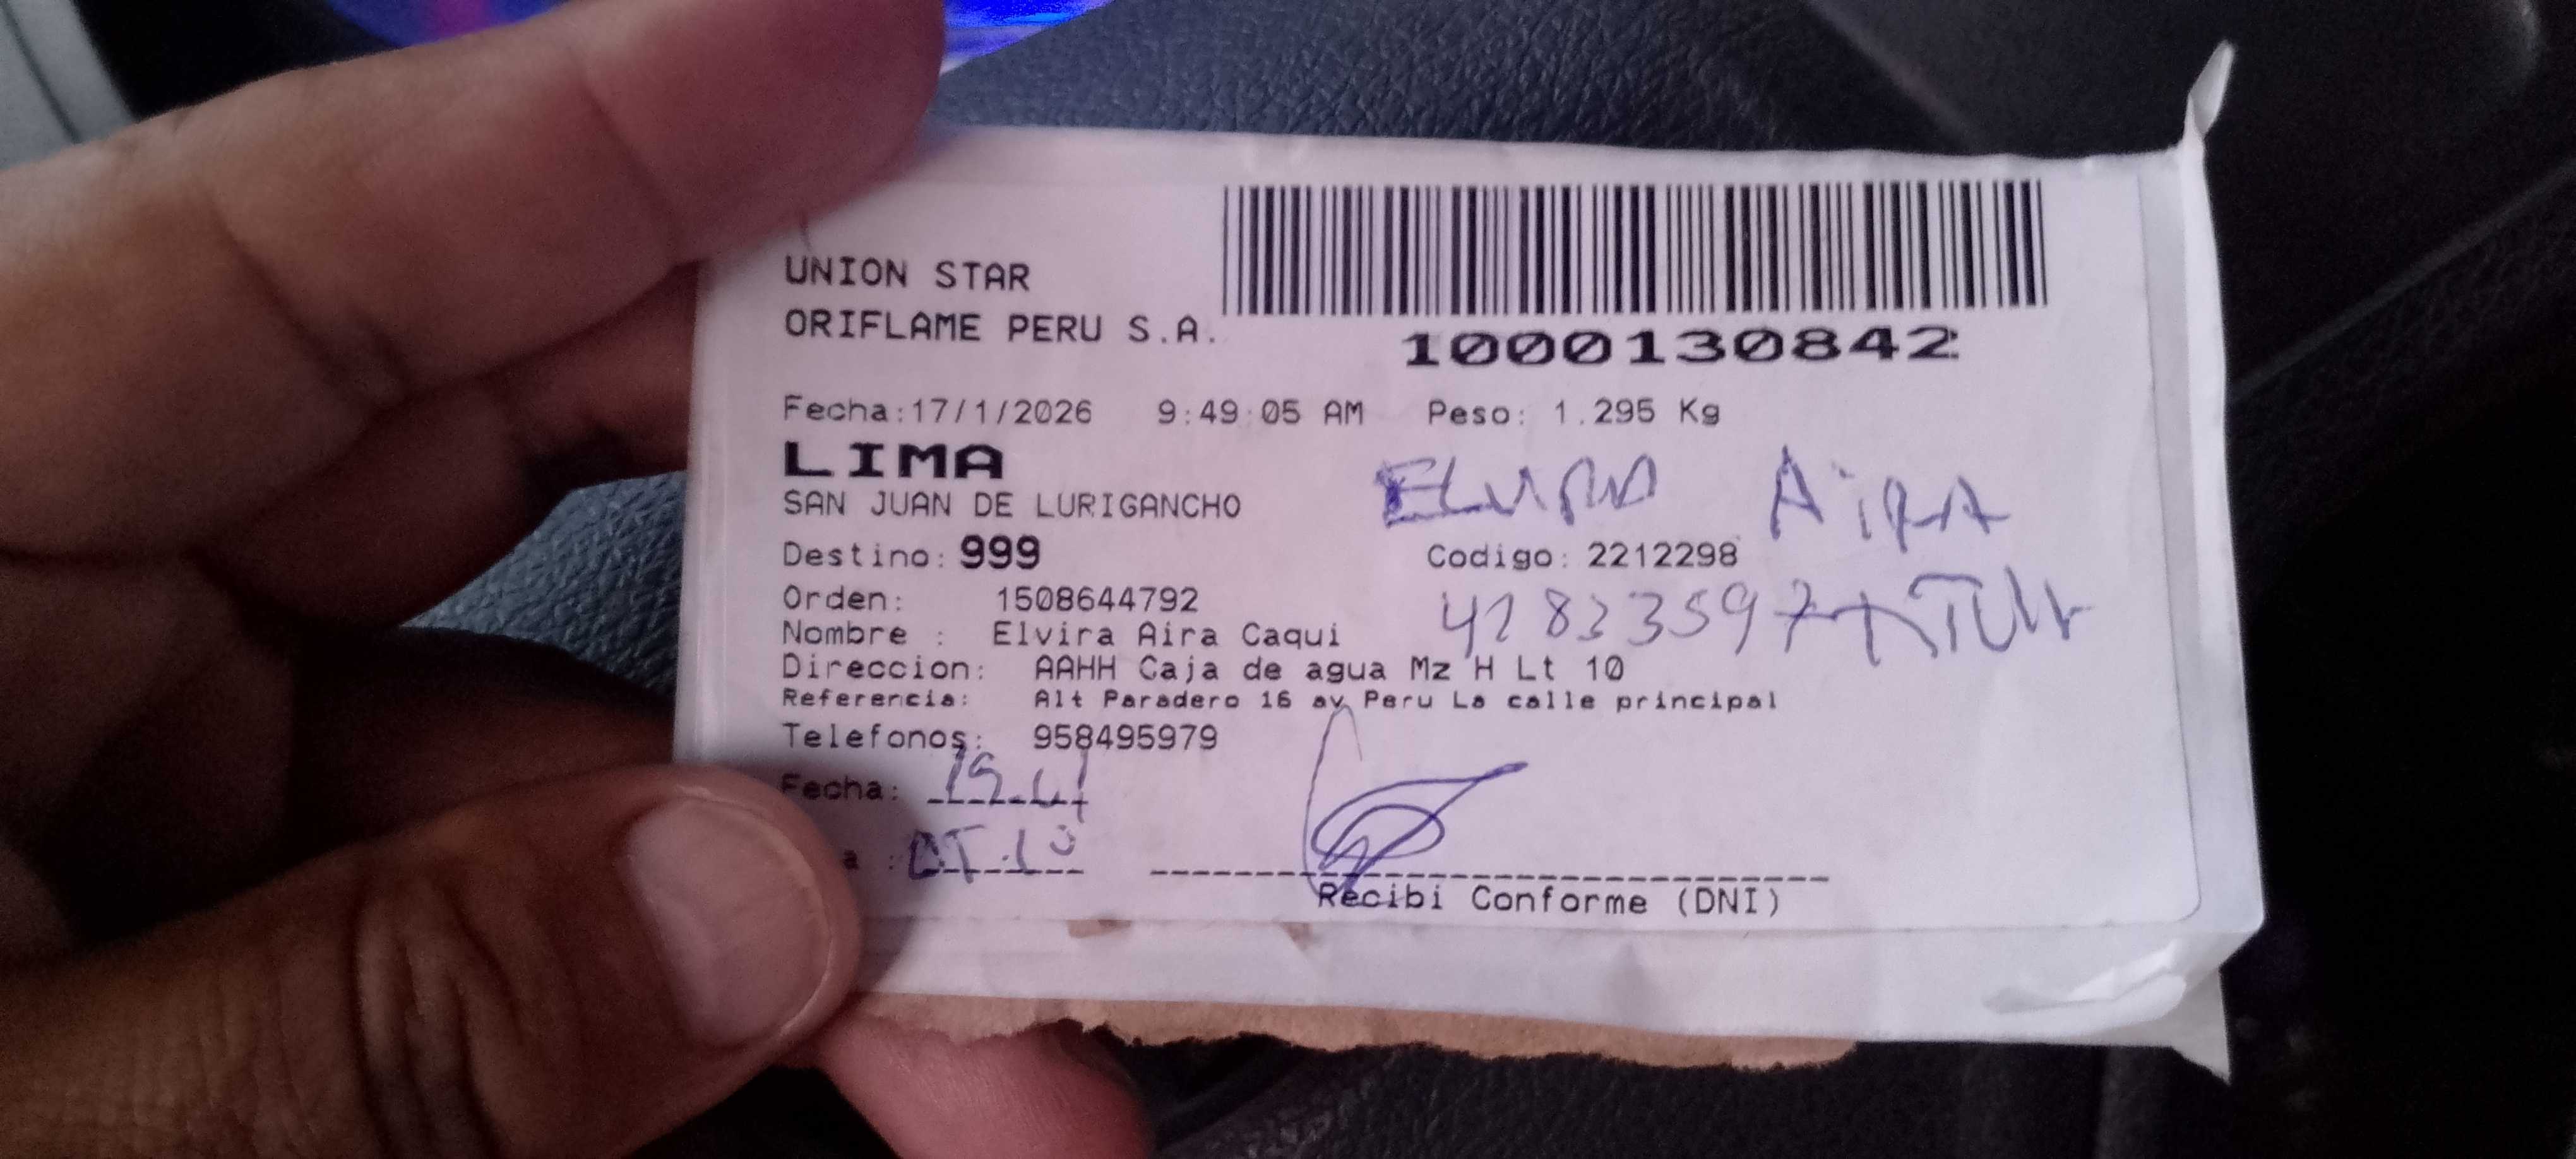 UNION STAR
ORIFLAME PERU S.A.
1000130842
Fecha:17/1/2026 9:49:05 AM Peso: 1.295 Kg
LIMA
SAN JUAN DE LURIGANCHO
AIRA
Destino: 999 Codigo: 2212298
Orden: 1508644792
Nombre : Elvira Aira Caqui
Direccion: AAHH Caja de agua Mz H Lt 10
Referencia: Alt Paradero 16 av Peru La calle principal
Telefonos: 958495979
Fecha:
Recibi Conforme (DNI)